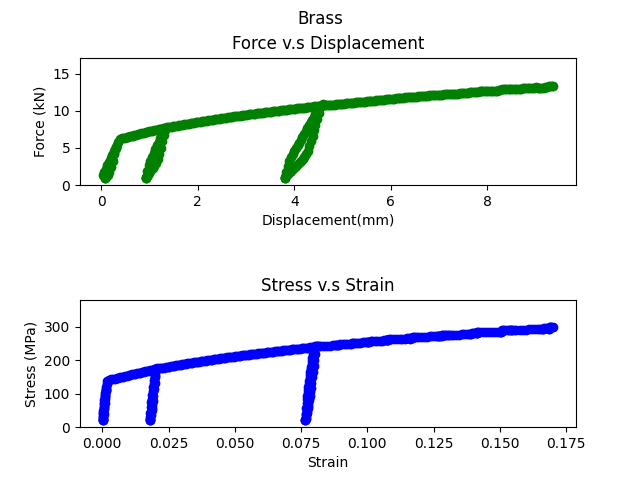 Brass
Force v.s Displacement
15
10
5
0
Force (kN)
0 2 4 6 8
Displacement(mm)
Stress v.s Strain
300
200
100
0
Stress (MPa)
0.000 0.025 0.050 0.075 0.100 0.125 0.150 0.175
Strain